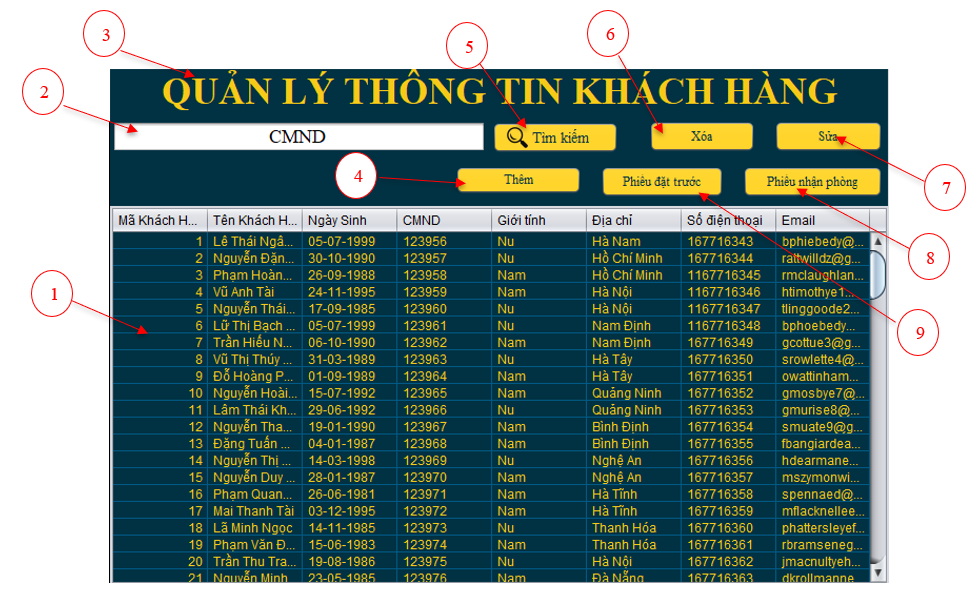 3
6
5
QUẢN LÝ THÔNG TIN KHÁCH HÀNG
2
CMND Tìm kiếm Xóa Sửa
4 Thêm Phiếu đặt trước Phiếu nhận phòng
7
Mã Khách H... Tên Khách H... Ngày Sinh CMND Giới tính Địa chỉ Số điện thoại Email
1 Lê Thái Ngâ... 05-07-1999 123956 Nu Hà Nam 167716343 bphiebedy@...
2 Nguyễn Đặn... 30-10-1990 123957 Nu Hồ Chí Minh 167716344 rattwilldz@g...
8
3 Phạm Hoàn... 26-09-1988 123958 Nam Hồ Chí Minh 1167716345 rmclaughlan...
4 Vũ Anh Tài 24-11-1995 123959 Nam Hà Nội 1167716346 htimothye1...
1
5 Nguyễn Thái... 17-09-1985 123960 Nu Hà Nội 1167716347 tlinggoode2...
6 Lữ Thị Bạch ... 05-07-1999 123961 Nu Nam Định 1167716348 bphoebedy...
9
7 Trần Hiếu N... 06-10-1990 123962 Nam Nam Định 167716349 gcottue3@g...
8 Vũ Thị Thúy ... 31-03-1989 123963 Nu Hà Tây 167716350 srowlette4@...
9 Đỗ Hoàng P... 01-09-1989 123964 Nam Hà Tây 167716351 owattinham...
10 Nguyễn Hoài... 15-07-1992 123965 Nam Quảng Ninh 167716352 gmosbye7@...
11 Lâm Thái Kh... 29-06-1992 123966 Nu Quảng Ninh 167716353 gmurise8@...
12 Nguyễn Tha... 19-01-1990 123967 Nam Bình Định 167716354 smuate9@g...
13 Đặng Tuấn ... 04-01-1987 123968 Nam Bình Định 167716355 fbangiardea...
14 Nguyễn Thị ... 14-03-1998 123969 Nu Nghệ An 167716356 hdearmane...
15 Nguyễn Duy ... 28-01-1987 123970 Nam Nghệ An 167716357 mszymonwi...
16 Phạm Quan... 26-06-1981 123971 Nam Hà Tĩnh 167716358 spennaed@...
17 Mai Thanh Tài 03-12-1995 123972 Nam Hà Tĩnh 167716359 mflacknellee...
18 Lã Minh Ngọc 14-11-1985 123973 Nu Thanh Hóa 167716360 phattersleyef...
19 Phạm Văn Đ... 15-06-1983 123974 Nam Thanh Hóa 167716361 rbramseneg...
20 Trần Thu Tra... 19-08-1986 123975 Nu Hà Nội 167716362 jmacnultyeh...
21 Nguyễn Minh 23-05-1985 123976 Nam Đà Nẵng 167716363 dkrollmanne